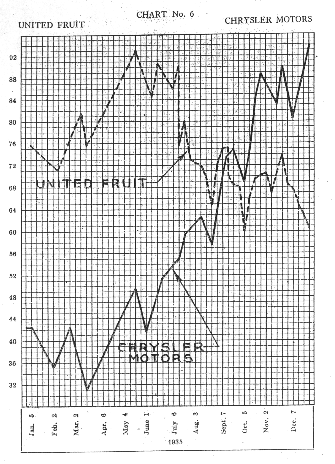 CHART No. 6
UNITED FRUIT
CHRYSLER MOTORS
92
88
84
80
76
72
UNITED FRUIT
68
64
60
56
52
48
44
40
CHRYSLER
MOTORS
36
32
Jan. 5
Feb. 2
Mar. 2
Apr. 6
May 4
June 1
July 6
Aug. 3
Sept. 7
Oct. 5
Nov. 2
Dec. 7
1935